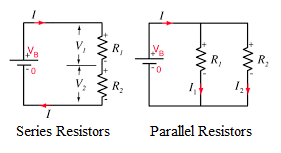 I I
+ +
V_B V_1 R_1 V_B R_1 R_2
0 V_2 R_2 0
I I_1 I_2
Series Resistors Parallel Resistors